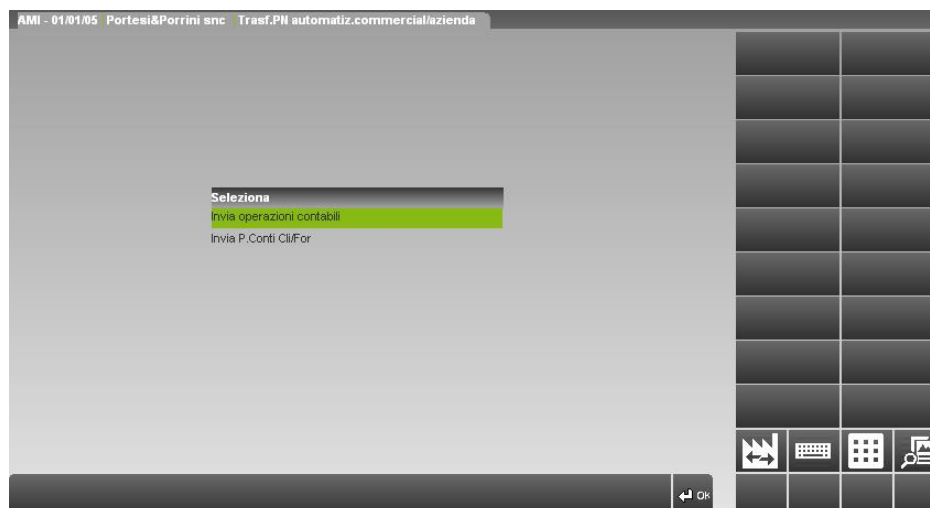 AMI - 01/01/05 Portesi&Porrini snc Trasf.PN automatiz.commercial/azienda
Seleziona
Invia operazioni contabili
Invia P.Conti Cli/For
OK